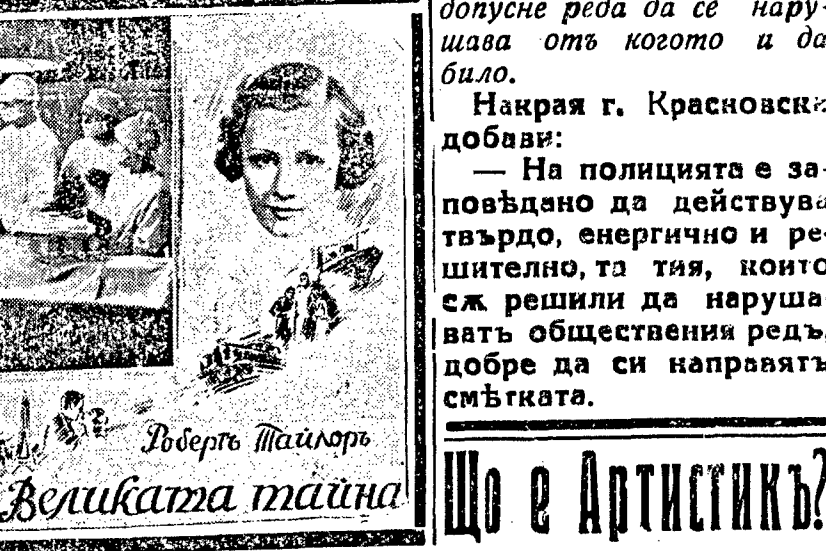 Робертъ Тайлоръ
Великата тайна
допусне реда да се нару-
шава отъ когото и да
било.
Накрая г. Красновски
добави:
— На полицията е за-
повѣдано да действува
твърдо, енергично и ре-
шително, та тия, които
сѫ решили да наруша-
ватъ обществения редъ,
добре да си направятъ
смѣтката.
Що е Артистикъ?